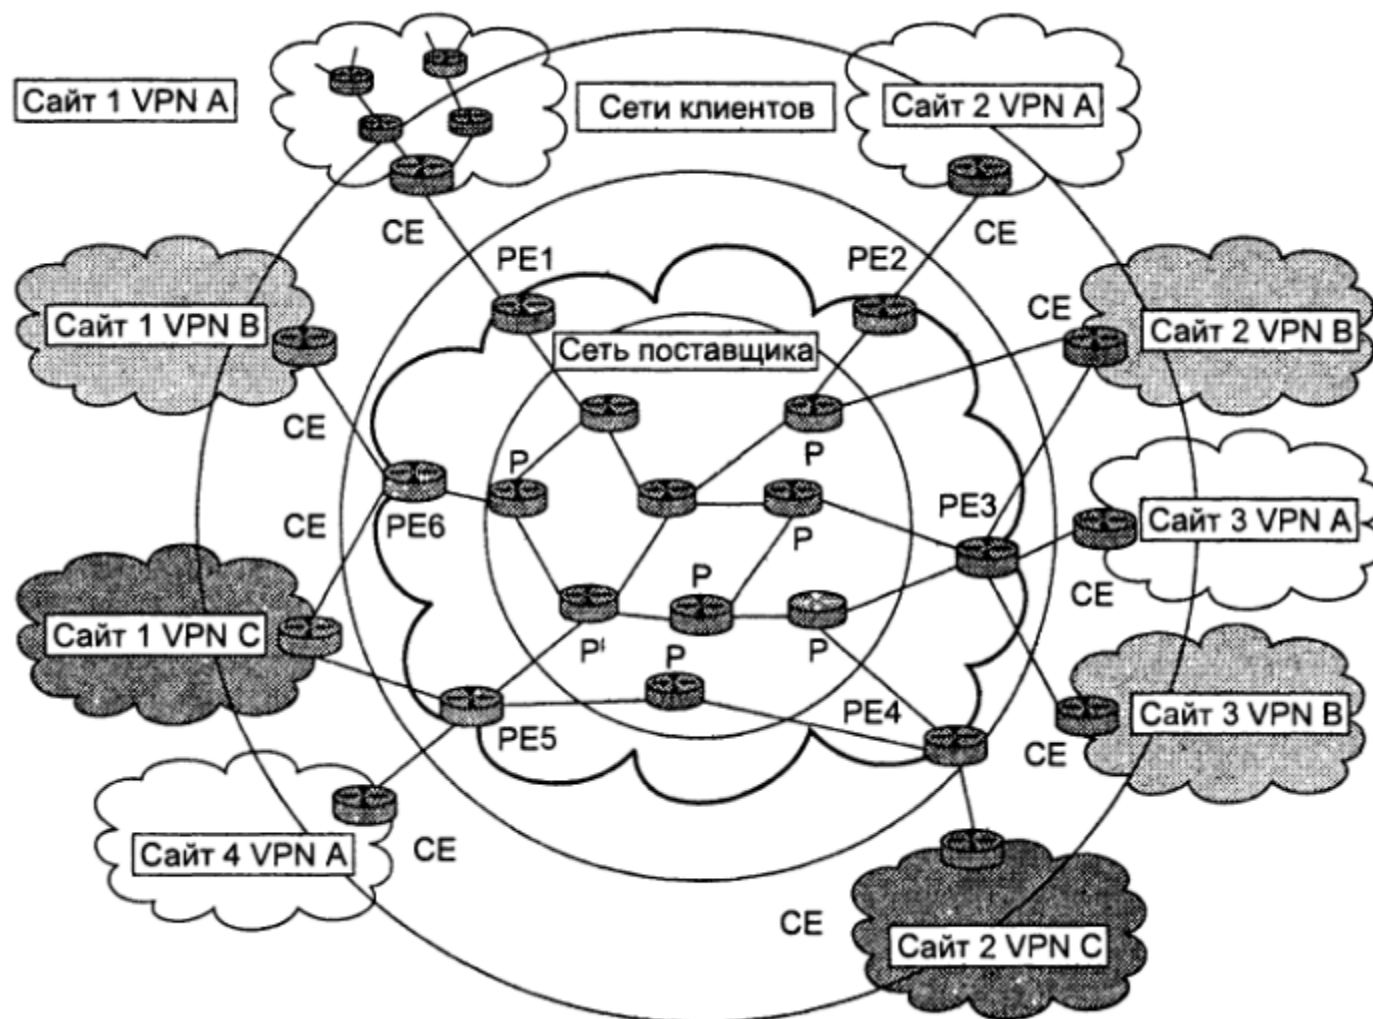 Сайт 1 VPN A
Сети клиентов
Сайт 2 VPN A
CE
CE
PE1
PE2
CE
Сайт 1 VPN B
Сайт 2 VPN B
Сеть поставщика
CE
P
P
CE
PE6
PE3
Сайт 3 VPN A
P
P
CE
Сайт 1 VPN C
P
P
P
PE4
Сайт 3 VPN B
PE5
CE
Сайт 4 VPN A
CE
CE
Сайт 2 VPN C